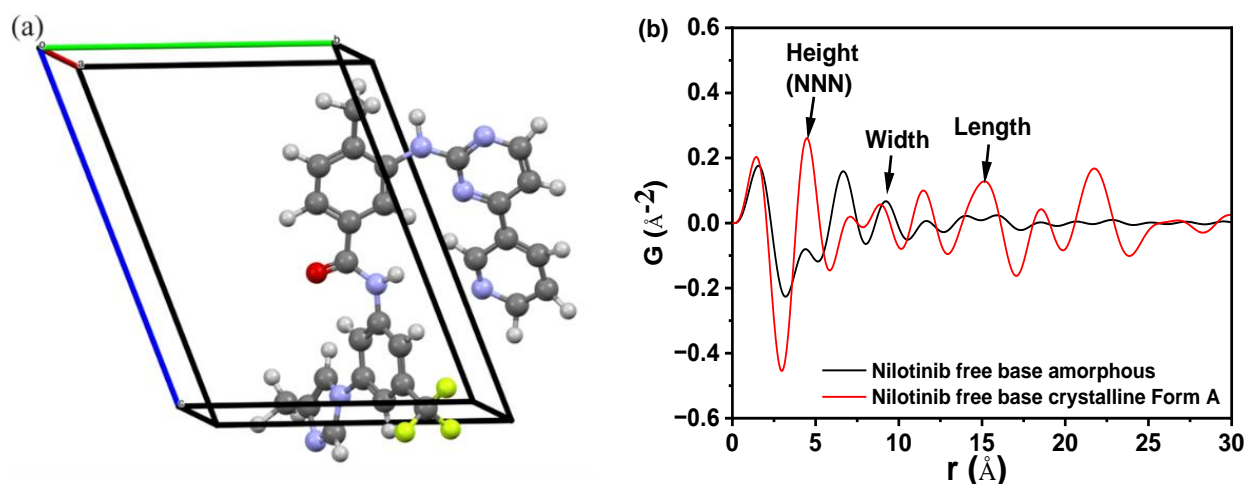 (a)
o
a
b
c
(b)
0.6
0.4
0.2
0.0
−0.2
−0.4
−0.6
G (Å-2)
Height
(NNN)
Width
Length
Nilotinib free base amorphous
Nilotinib free base crystalline Form A
0 5 10 15 20 25 30
r (Å)